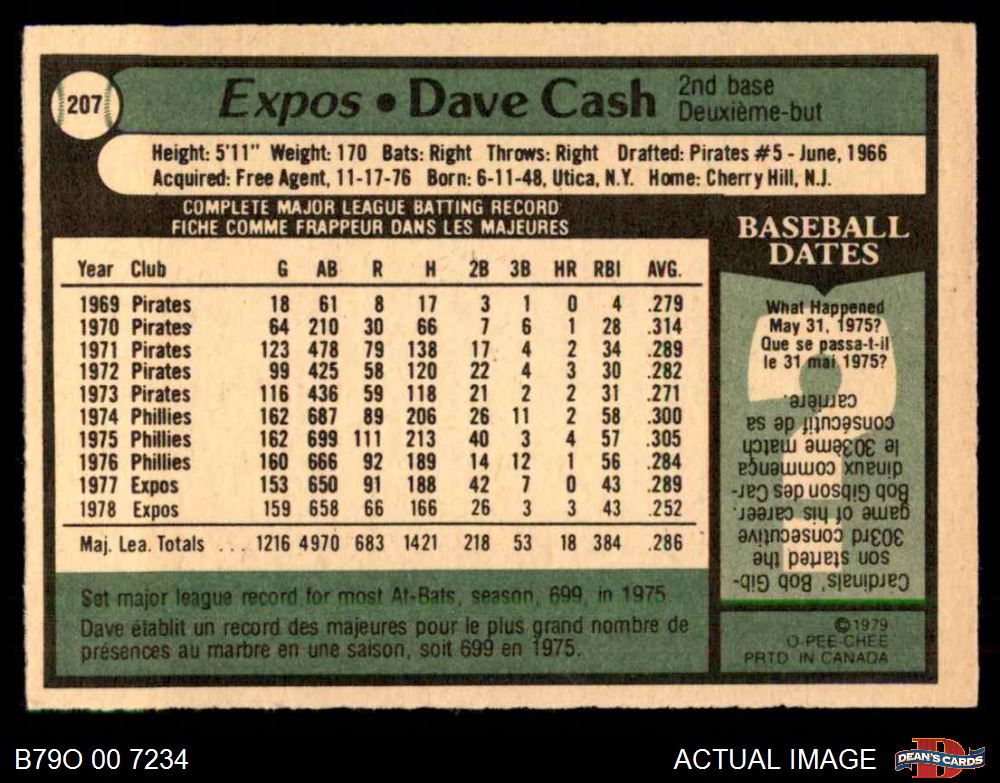 207
Expos • Dave Cash
2nd base
Deuxième-but
Height: 5'11" Weight: 170 Bats: Right Throws: Right Drafted: Pirates #5 - June, 1966
Acquired: Free Agent, 11-17-76 Born: 6-11-48, Utica, N.Y. Home: Cherry Hill, N.J.
COMPLETE MAJOR LEAGUE BATTING RECORD
FICHE COMME FRAPPEUR DANS LES MAJEURES
Year Club G AB R H 2B 3B HR RBI AVG.
1969 Pirates 18 61 8 17 3 1 0 4 .279
1970 Pirates 64 210 30 66 7 6 1 28 .314
1971 Pirates 123 478 79 138 17 4 2 34 .289
1972 Pirates 99 425 58 120 22 4 3 30 .282
1973 Pirates 116 436 59 118 21 2 2 31 .271
1974 Phillies 162 687 89 206 26 11 2 58 .300
1975 Phillies 162 699 111 213 40 3 4 57 .305
1976 Phillies 160 666 92 189 14 12 1 56 .284
1977 Expos 153 650 91 188 42 7 0 43 .289
1978 Expos 159 658 66 166 26 3 3 43 .252
Maj. Lea. Totals ... 1216 4970 683 1421 218 53 18 384 .286
Set major league record for most At-Bats, season, 699, in 1975.
Dave établit un record des majeures pour le plus grand nombre de
présences au marbre en une saison, soit 699 en 1975.
BASEBALL
DATES
What Happened
May 31, 1975?
Que se passa-t-il
le 31 mai 1975?
Cardinals' Bob Gib-
son started the
303rd consecutive
game of his career.
Bob Gibson des Car-
dinaux commença
le 303ème match
consécutif de sa
carrière.
©1979
O-PEE-CHEE
PRTD IN CANADA
B79O 00 7234
ACTUAL IMAGE
D
DEAN'S CARDS